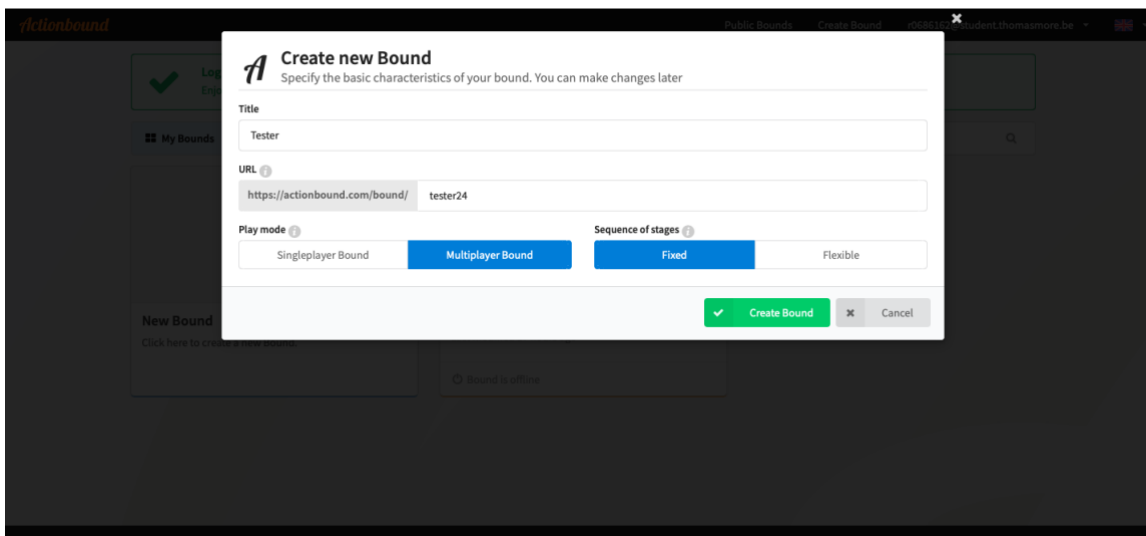 Actionbound
Public Bounds Create Bound r0686162@student.thomasmore.be
Create new Bound
Specify the basic characteristics of your bound. You can make changes later
Log
Enjo
Title
Tester
My Bounds
URL
https://actionbound.com/bound/ tester24
Play mode Sequence of stages
Singleplayer Bound Multiplayer Bound Fixed Flexible
Create Bound Cancel
New Bound
Click here to create a new Bound.
Bound is offline